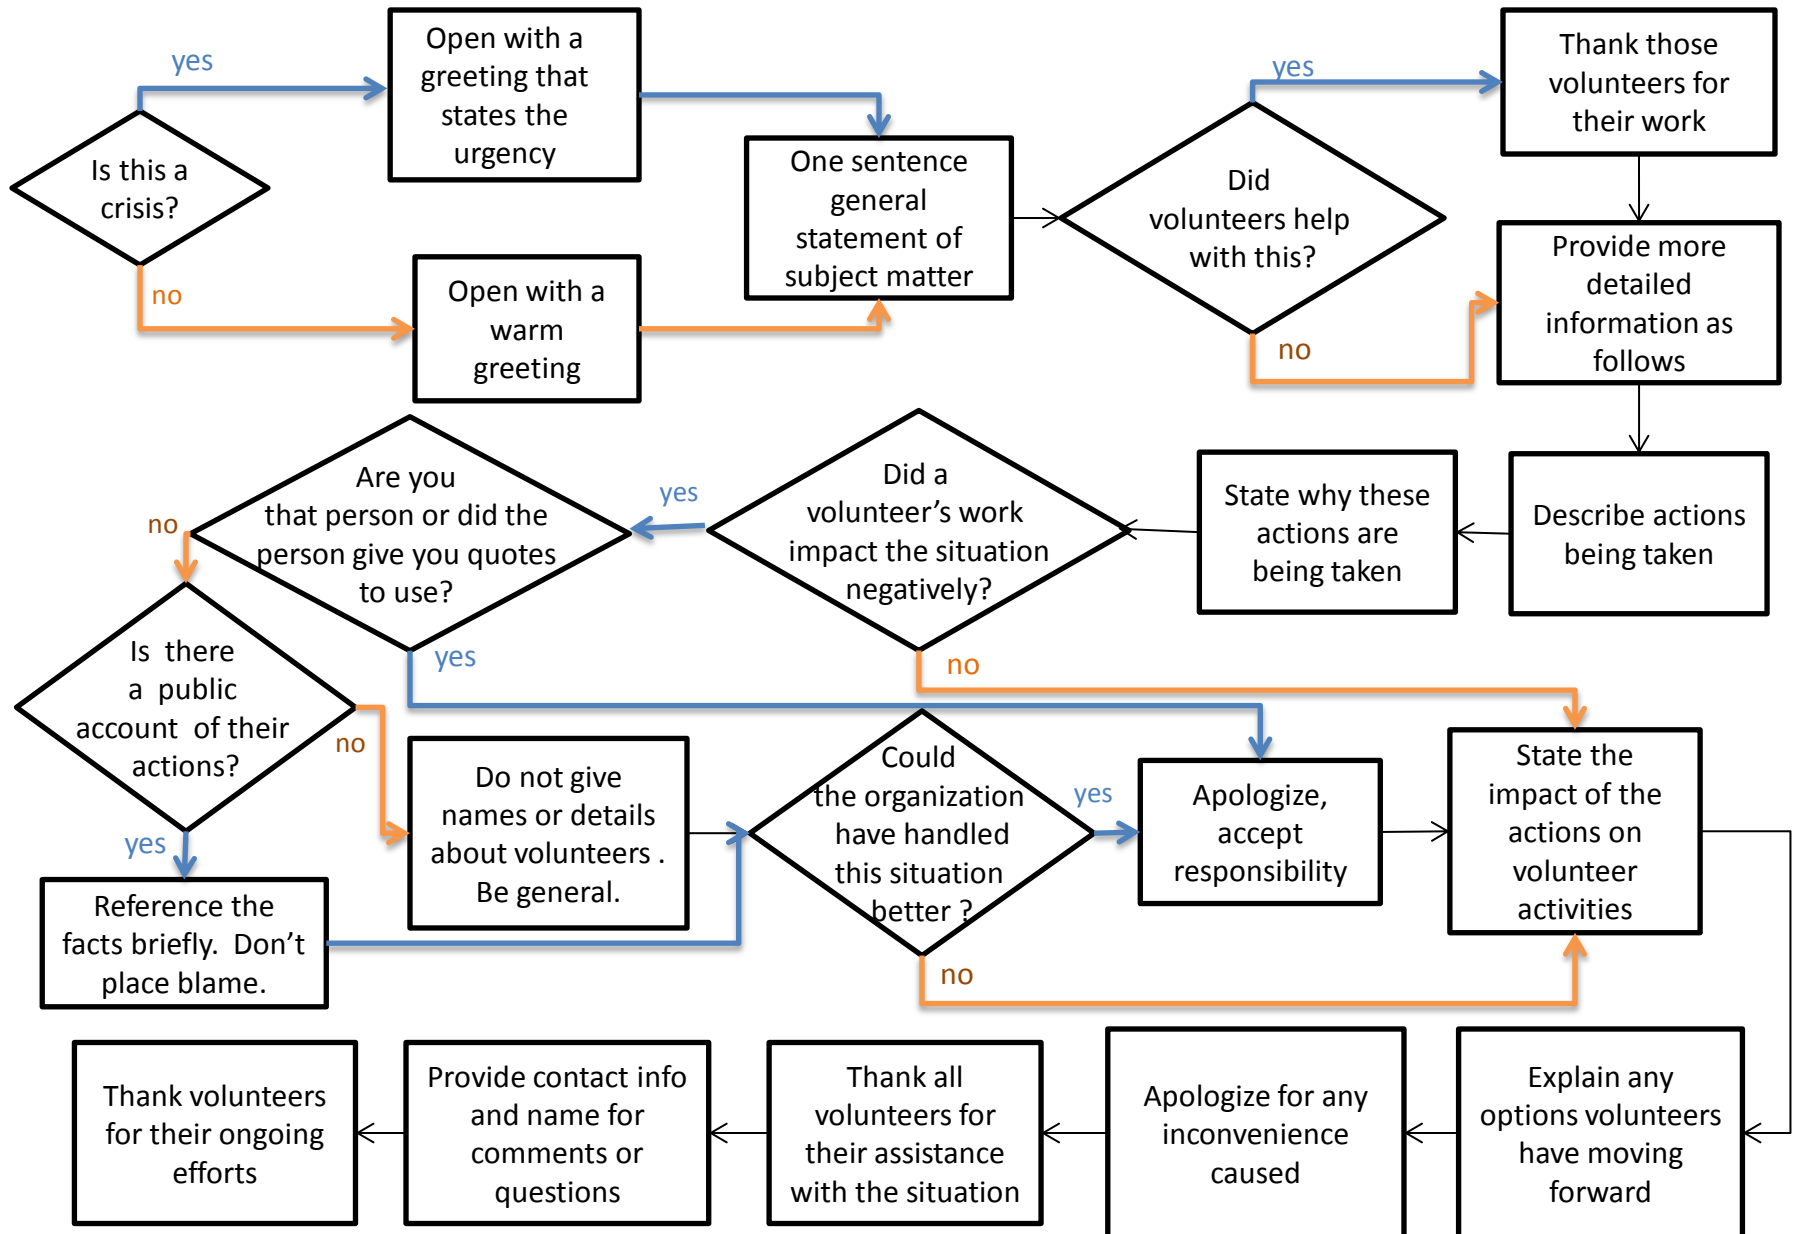 yes
Open with a
greeting that
states the
urgency
Is this a
crisis?
no
Open with a
warm
greeting
One sentence
general
statement of
subject matter
Did
volunteers help
with this?
yes
Thank those
volunteers for
their work
no
Provide more
detailed
information as
follows
Describe actions
being taken
State why these
actions are
being taken
Did a
volunteer’s work
impact the situation
negatively?
yes
Are you
that person or did the
person give you quotes
to use?
no
yes
no
Is there
a public
account of their
actions?
no
yes
Reference the
facts briefly. Don’t
place blame.
Do not give
names or details
about volunteers .
Be general.
Could
the organization
have handled
this situation
better ?
yes
no
Apologize,
accept
responsibility
State the
impact of the
actions on
volunteer
activities
Explain any
options volunteers
have moving
forward
Apologize for any
inconvenience
caused
Thank all
volunteers for
their assistance
with the situation
Provide contact info
and name for
comments or
questions
Thank volunteers
for their ongoing
efforts